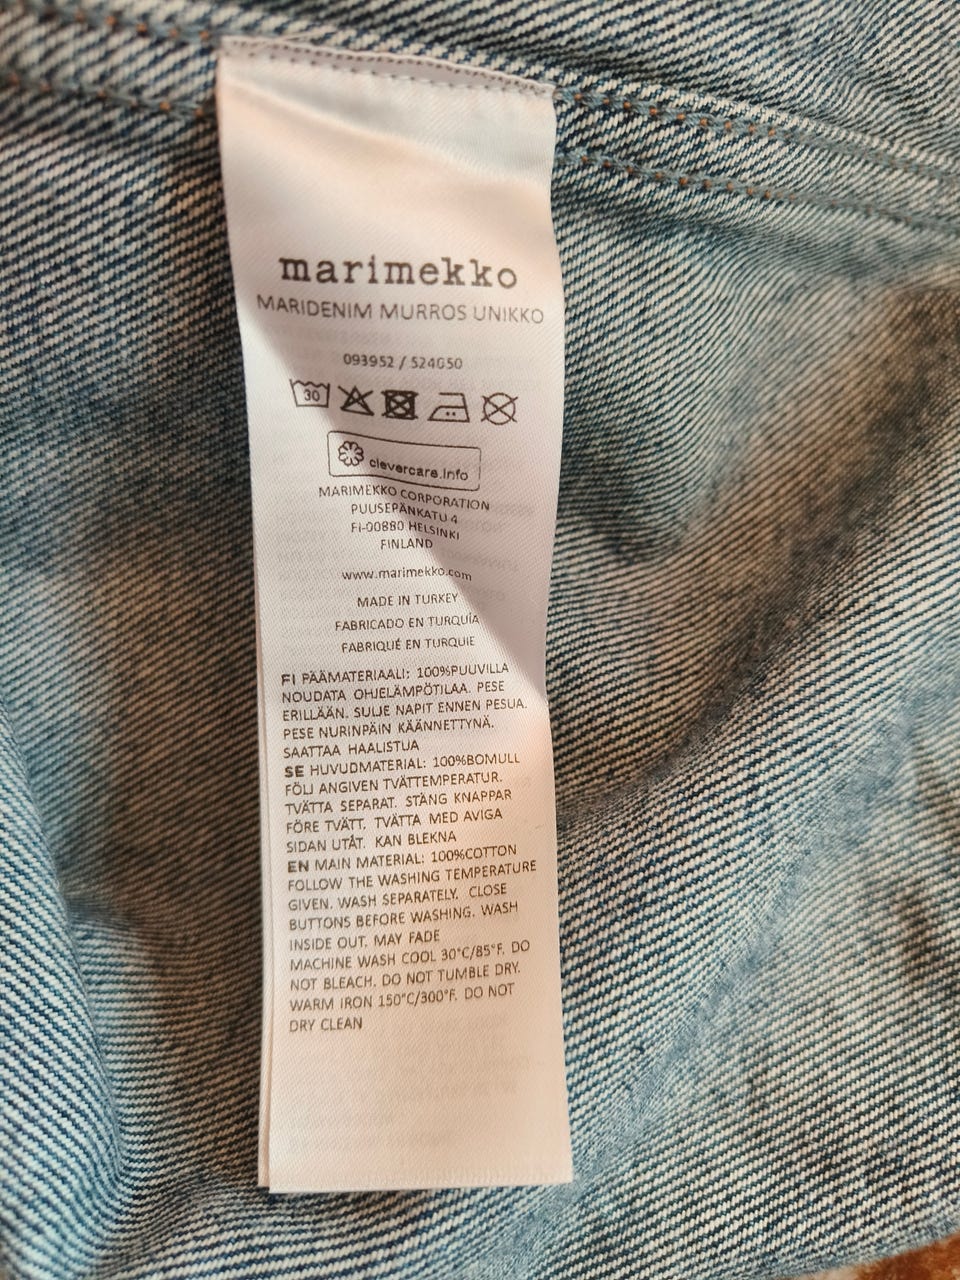 marimekko
MARIDENIM MURROS UNIKKO
093952 / 524G50
30
clevercare.info
MARIMEKKO CORPORATION
PUUSEPÄNKATU 4
FI-00880 HELSINKI
FINLAND
www.marimekko.com
MADE IN TURKEY
FABRICADO EN TURQUÍA
FABRIQUÉ EN TURQUIE
FI PÄÄMATERIAALI: 100%PUUVILLA
NOUDATA OHJELÄMPÖTILAA. PESE
ERILLÄÄN. SULJE NAPIT ENNEN PESUA.
PESE NURINPÄIN KÄÄNNETTYNÄ.
SAATTAA HAALISTUA
SE HUVUDMATERIAL: 100%BOMULL
FÖLJ ANGIVEN TVÄTTEMPERATUR.
TVÄTTA SEPARAT. STÄNG KNAPPAR
FÖRE TVÄTT. TVÄTTA MED AVIGA
SIDAN UTÅT. KAN BLEKNA
EN MAIN MATERIAL: 100%COTTON
FOLLOW THE WASHING TEMPERATURE
GIVEN. WASH SEPARATELY. CLOSE
BUTTONS BEFORE WASHING. WASH
INSIDE OUT. MAY FADE
MACHINE WASH COOL 30°C/85°F. DO
NOT BLEACH. DO NOT TUMBLE DRY.
WARM IRON 150°C/300°F. DO NOT
DRY CLEAN